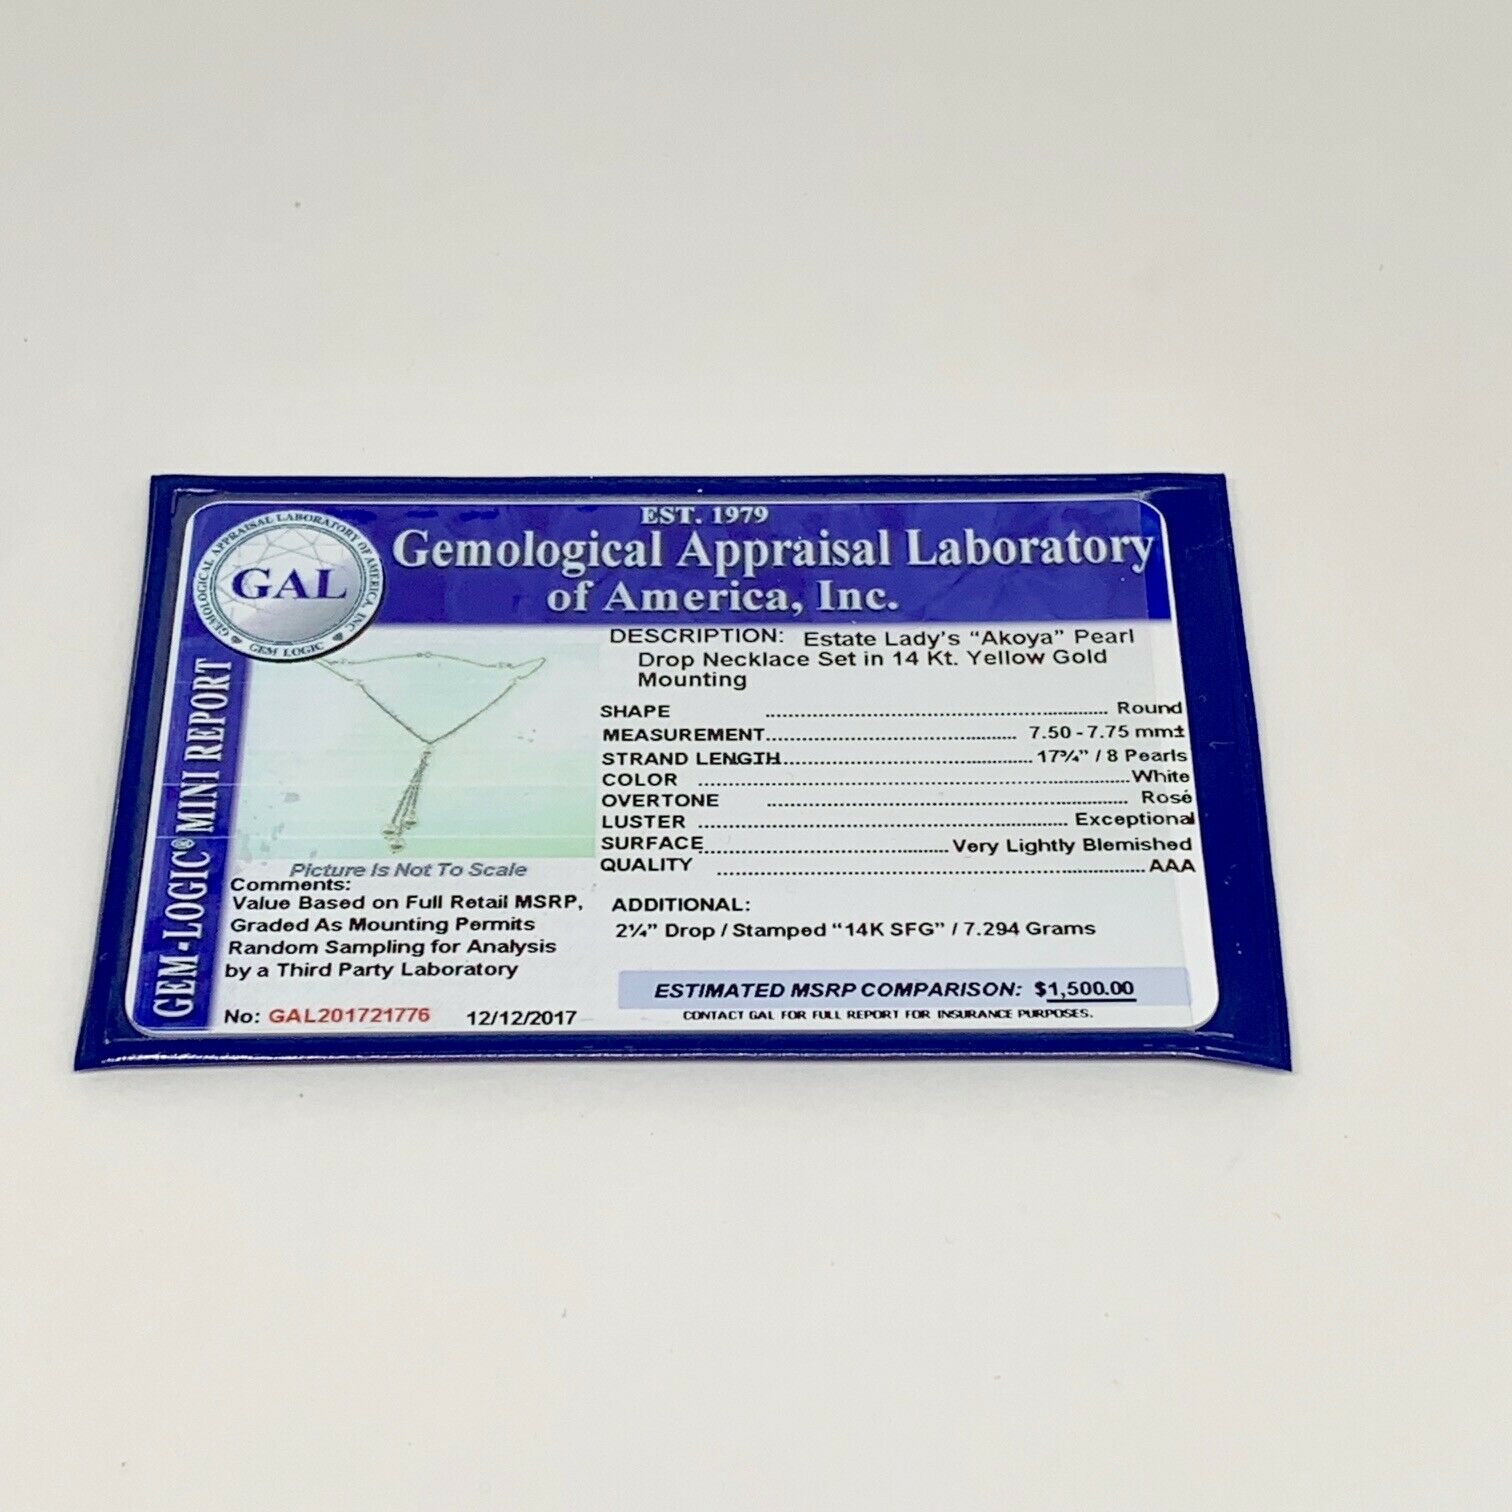 EST. 1979
Gemological Appraisal Laboratory
of America, Inc.
GEMOLOGICAL APPRAISAL LABORATORY OF AMERICA, INC.
GAL
GEM LOGIC
GEM-LOGIC® MINI REPORT
DESCRIPTION: Estate Lady's "Akoya" Pearl
Drop Necklace Set in 14 Kt. Yellow Gold
Mounting
SHAPE Round
MEASUREMENT 7.50 - 7.75 mm±
STRAND LENGTH 17¾" / 8 Pearls
COLOR White
OVERTONE Rosé
LUSTER Exceptional
SURFACE Very Lightly Blemished
QUALITY AAA
Picture Is Not To Scale
Comments:
Value Based on Full Retail MSRP,
Graded As Mounting Permits
Random Sampling for Analysis
by a Third Party Laboratory
ADDITIONAL:
2¼" Drop / Stamped "14K SFG" / 7.294 Grams
ESTIMATED MSRP COMPARISON: $1,500.00
CONTACT GAL FOR FULL REPORT FOR INSURANCE PURPOSES.
No: GAL201721776 12/12/2017